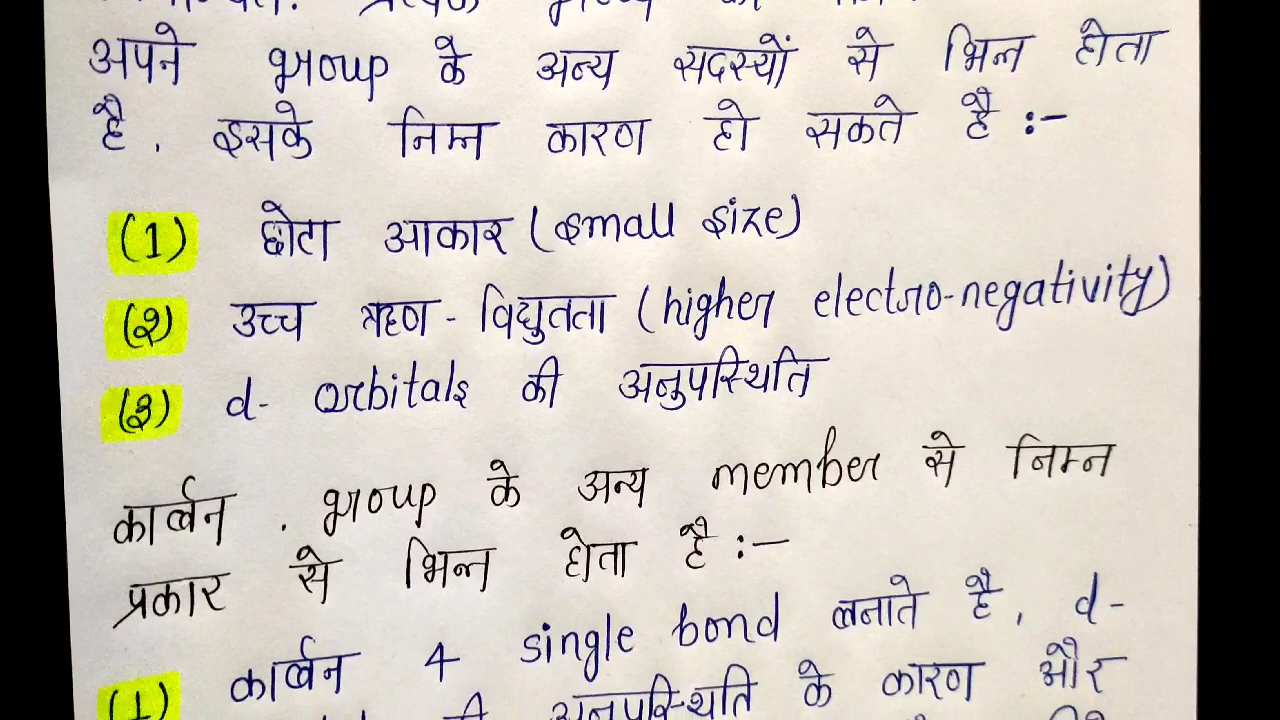 अपने group के अन्य सदस्यों से भिन्न होता
है. इसके निम्न कारण हो सकते है :-
(1) छोटा आकार (small size)
(2) उच्च ऋण-विद्युतता (higher electro-negativity)
(3) d- orbitals की अनुपस्थिति
कार्बन . group के अन्य member से निम्न
प्रकार से भिन्न होता है :-
(1) कार्बन 4 single bond बनाते है, d-
की अनुपस्थिति के कारण और